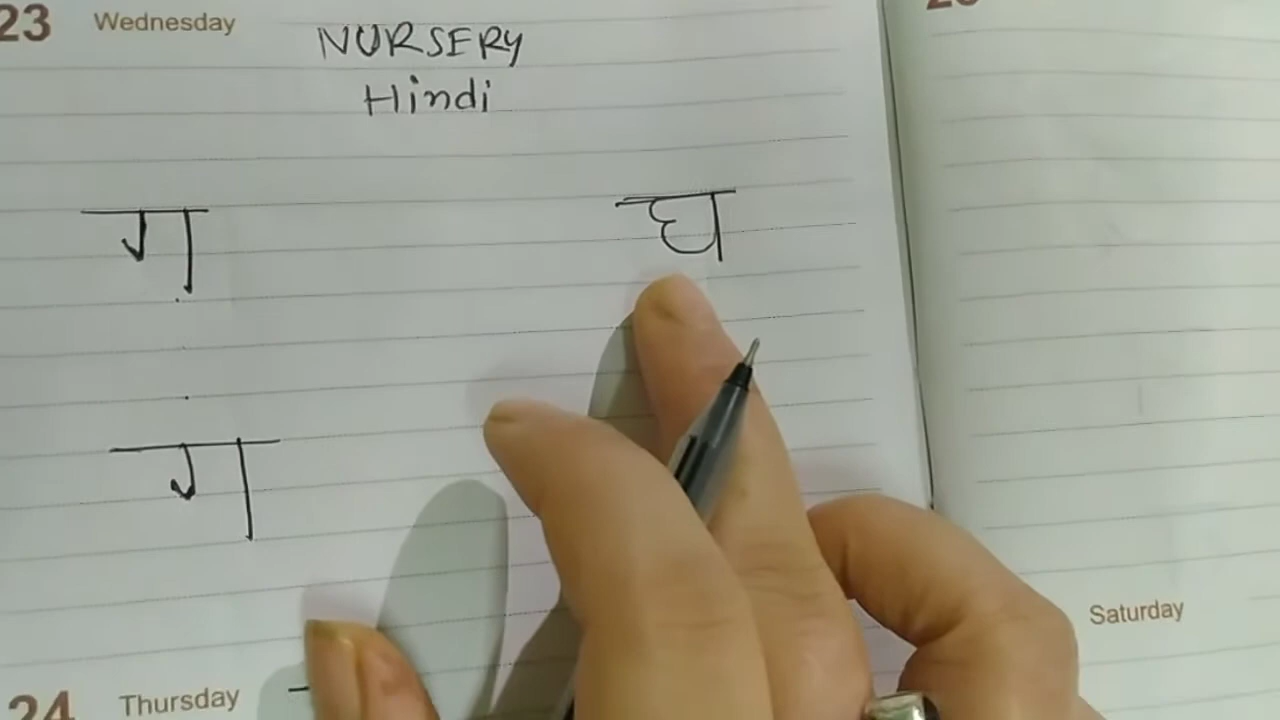 23 Wednesday
NURSERY
Hindi
ग घ
ग
24 Thursday
Saturday